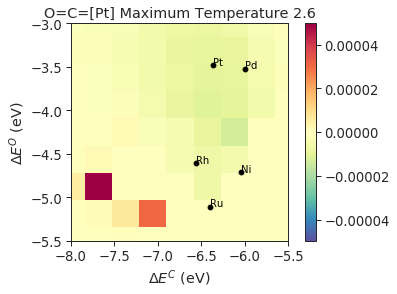 O=C=[Pt] Maximum Temperature 2.6
−3.0
−3.5
−4.0
−4.5
−5.0
−5.5
ΔE^O (eV)
Pt
Pd
Rh
Ni
Ru
−8.0 −7.5 −7.0 −6.5 −6.0 −5.5
ΔE^C (eV)
0.00004
0.00002
0.00000
−0.00002
−0.00004